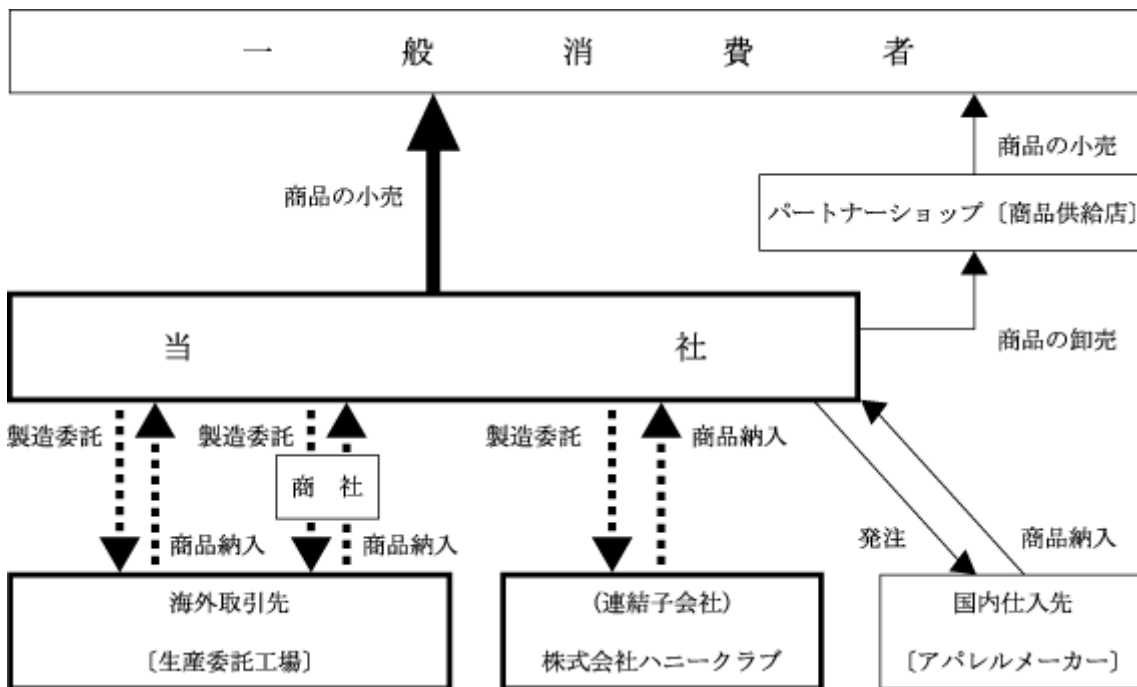 一般消費者
商品の小売
商品の小売
パートナーショップ〔商品供給店〕
当社
商品の卸売
製造委託
製造委託
製造委託
商品納入
商社
商品納入
商品納入
発注
商品納入
海外取引先
〔生産委託工場〕
(連結子会社)
株式会社ハニークラブ
国内仕入先
〔アパレルメーカー〕